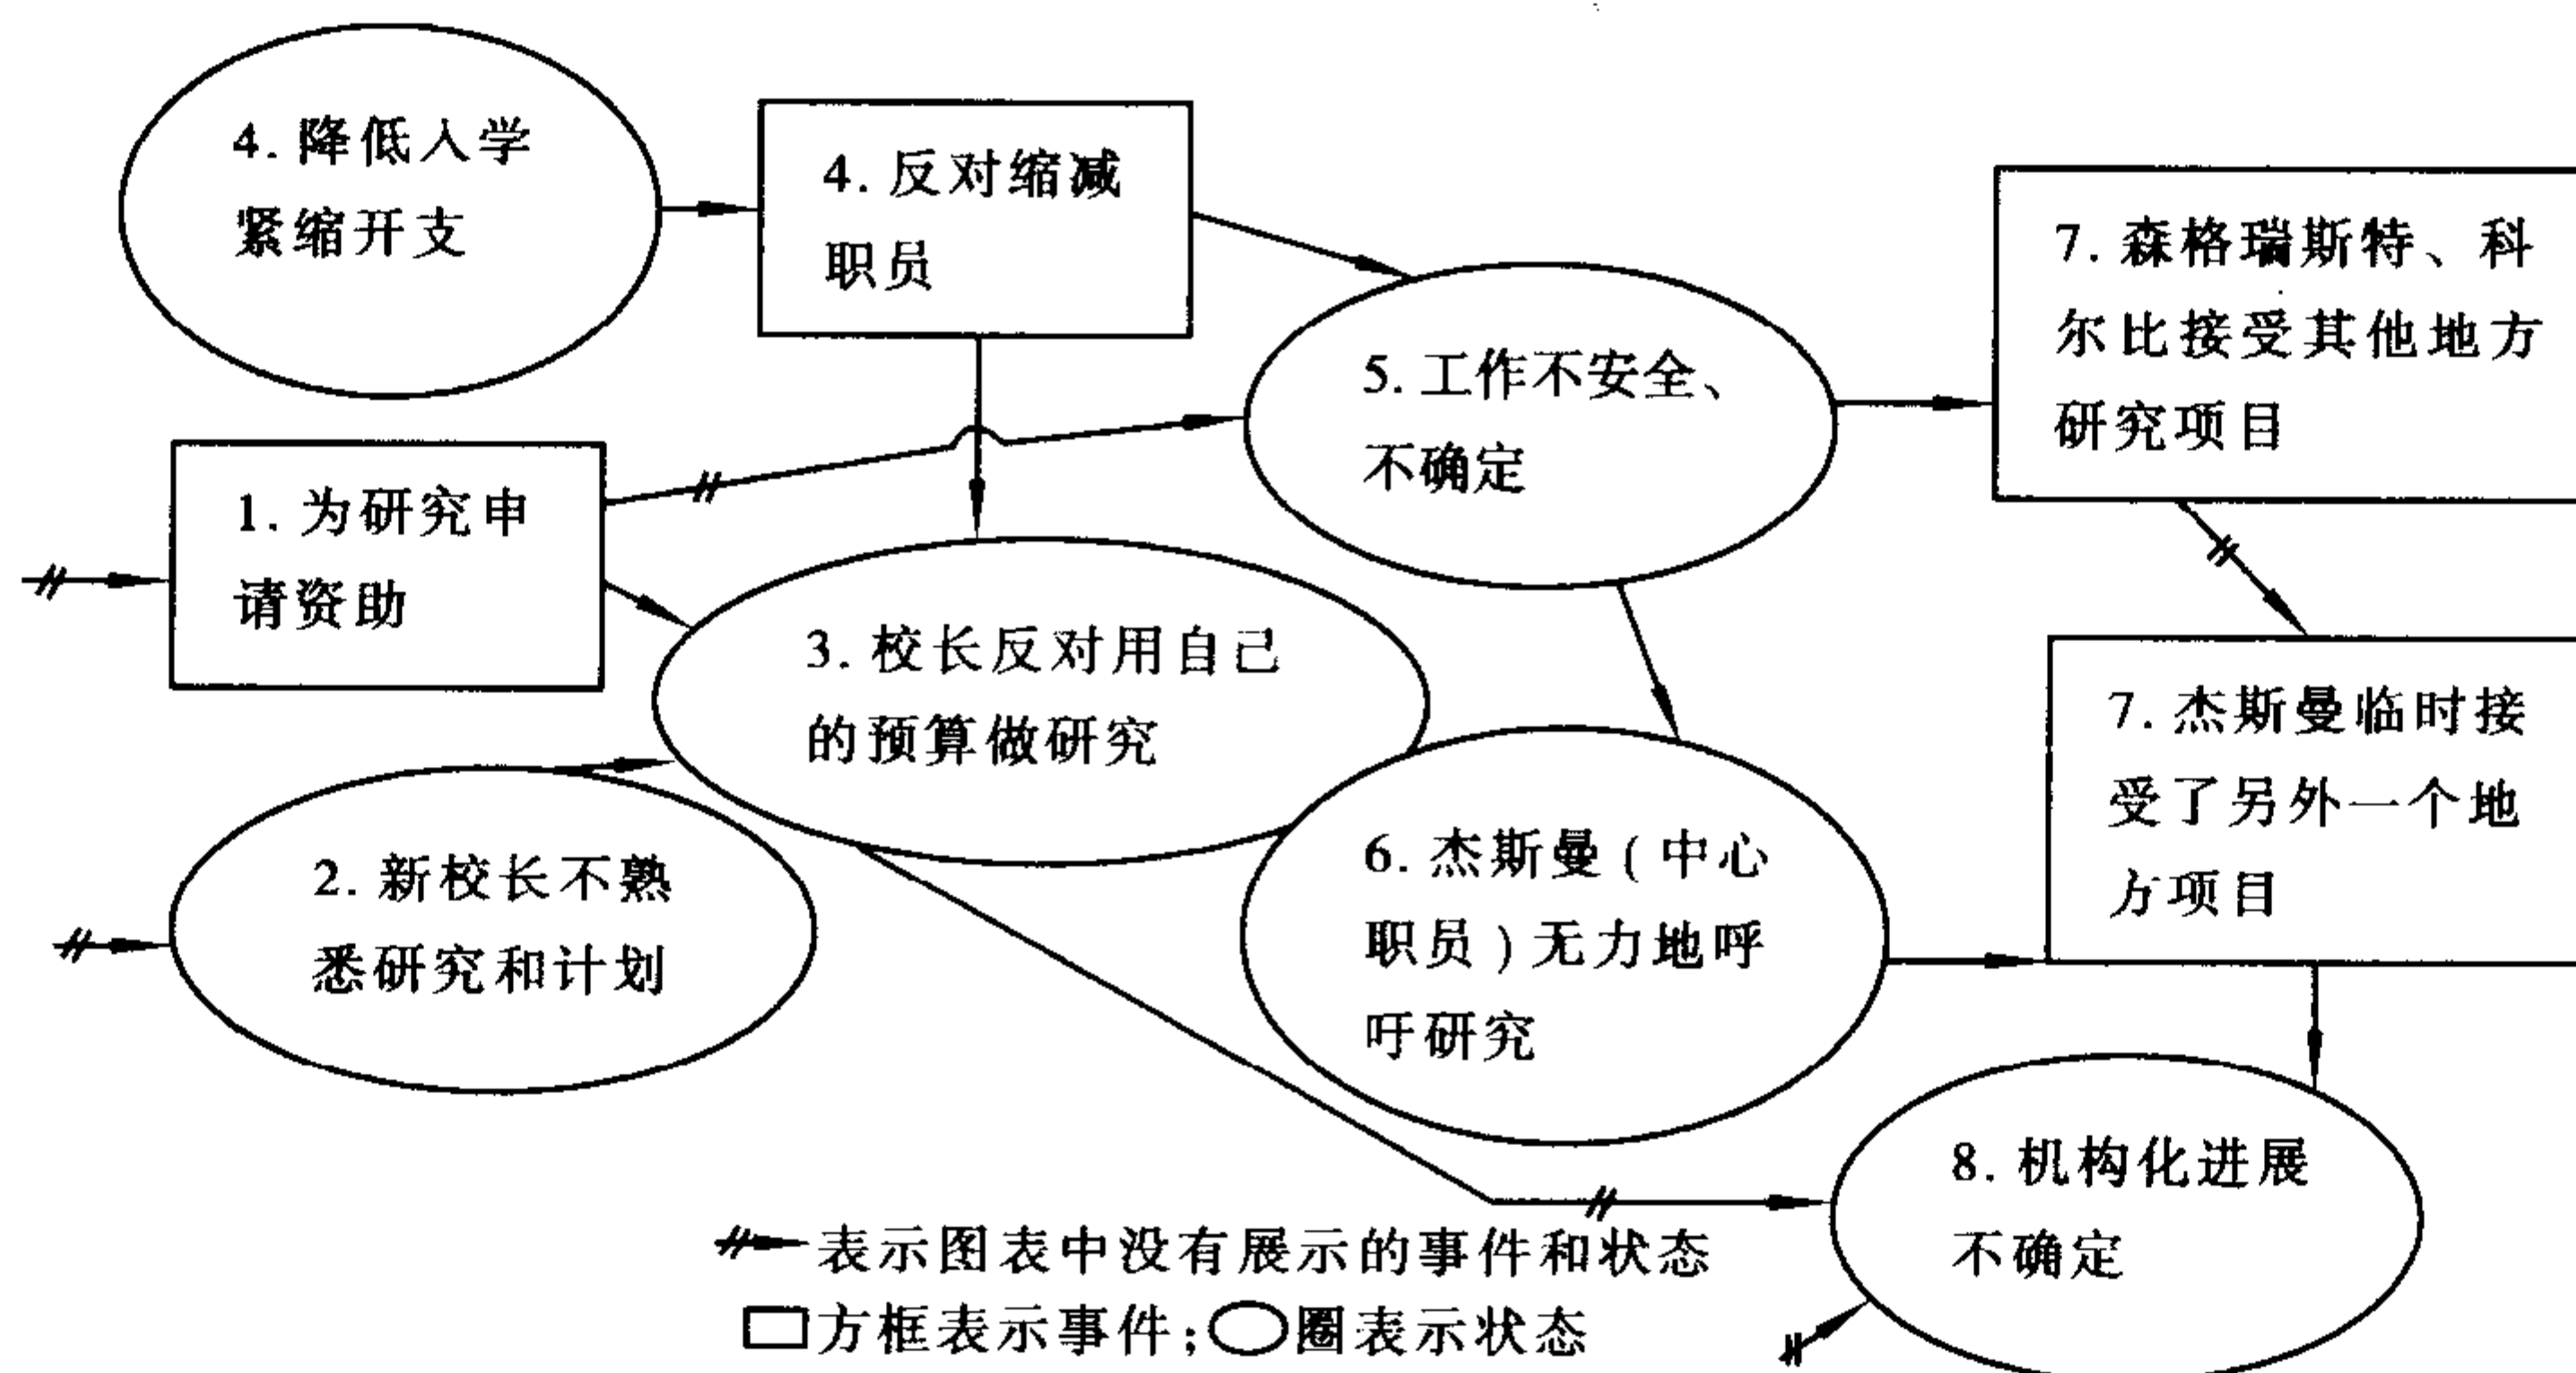 4. 降低入学
紧缩开支
4. 反对缩减
职员
7. 森格瑞斯特、科
尔比接受其他地方
研究项目
5. 工作不安全、
不确定
1. 为研究申
请资助
3. 校长反对用自己
的预算做研究
7. 杰斯曼临时接
受了另外一个地
方项目
2. 新校长不熟
悉研究和计划
6. 杰斯曼(中心
职员)无力地呼
吁研究
8. 机构化进展
不确定
表示图表中没有展示的事件和状态
方框表示事件;圈表示状态